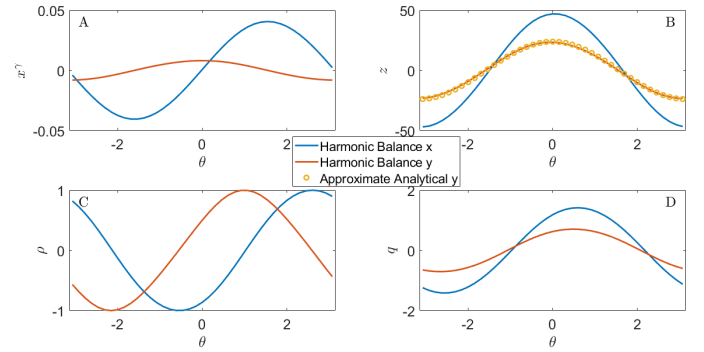 0.05
A
x^γ
0
-0.05
-2
0
2
θ
50
B
z
0
-50
-2
0
2
θ
Harmonic Balance x
Harmonic Balance y
Approximate Analytical y
1
C
ρ
0
-1
-2
0
2
θ
2
D
q
0
-2
-2
0
2
θ